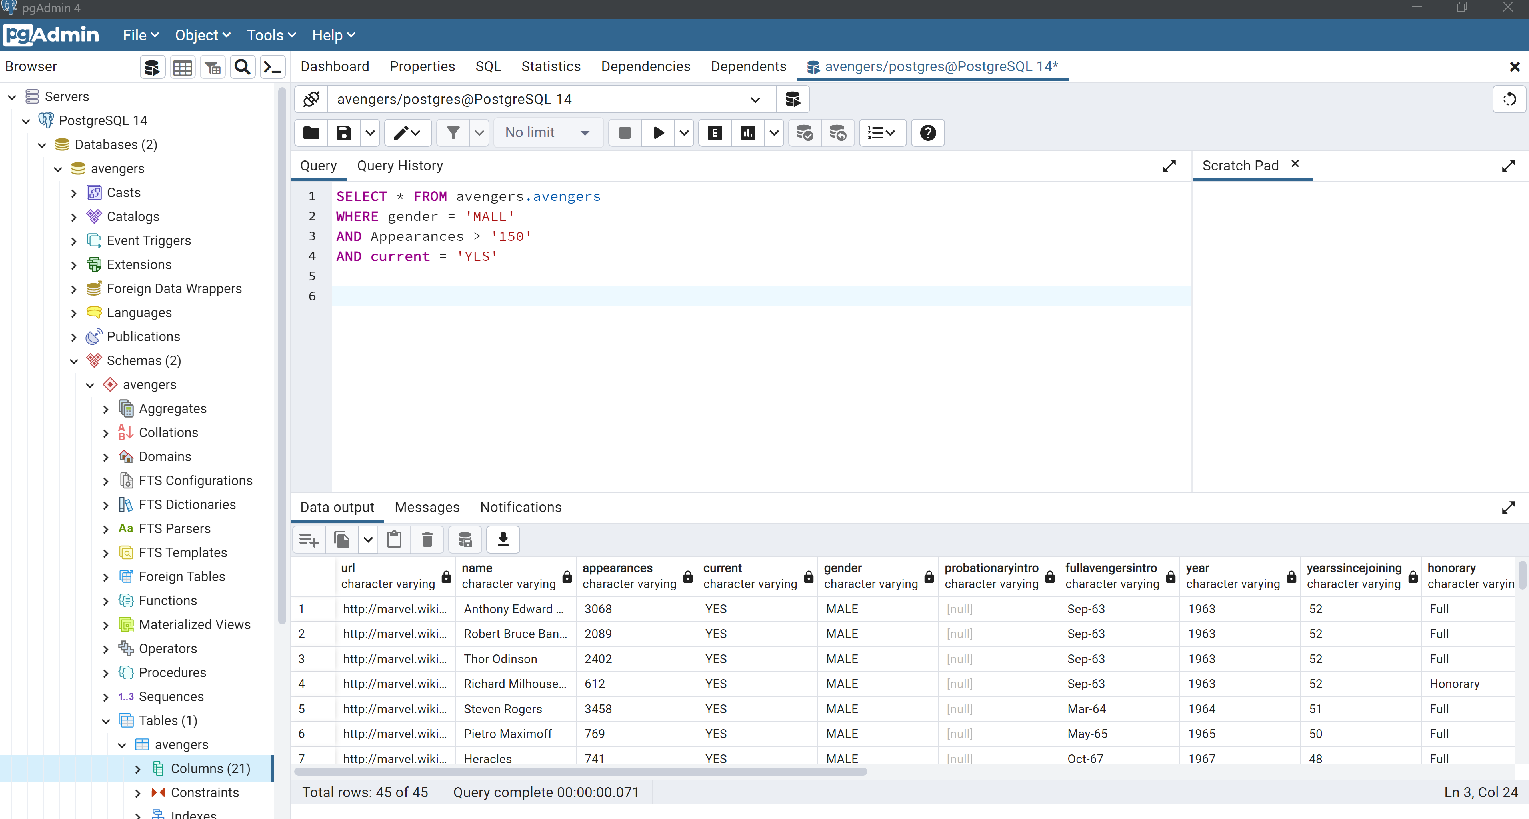 pgAdmin 4
pgAdmin File Object Tools Help
Browser
Dashboard Properties SQL Statistics Dependencies Dependents avengers/postgres@PostgreSQL 14*
Servers
PostgreSQL 14
Databases (2)
avengers
Casts
Catalogs
Event Triggers
Extensions
Foreign Data Wrappers
Languages
Publications
Schemas (2)
avengers
Aggregates
Collations
Domains
FTS Configurations
FTS Dictionaries
Aa FTS Parsers
FTS Templates
Foreign Tables
Functions
Materialized Views
Operators
Procedures
1..3 Sequences
Tables (1)
avengers
Columns (21)
Constraints
Indexes
avengers/postgres@PostgreSQL 14
No limit
E
Query Query History
Scratch Pad
1 SELECT * FROM avengers.avengers
2 WHERE gender = 'MALL'
3 AND Appearances > '150'
4 AND current = 'YLS'
5
6
Data output Messages Notifications
url name appearances current gender probationaryintro fullavengersintro year yearssincejoining honorary
character varying character varying character varying character varying character varying character varying character varying character varying character varying character varyin
1 http://marvel.wiki... Anthony Edward ... 3068 YES MALE [null] Sep-63 1963 52 Full
2 http://marvel.wiki... Robert Bruce Ban... 2089 YES MALE [null] Sep-63 1963 52 Full
3 http://marvel.wiki... Thor Odinson 2402 YES MALE [null] Sep-63 1963 52 Full
4 http://marvel.wiki... Richard Milhouse... 612 YES MALE [null] Sep-63 1963 52 Honorary
5 http://marvel.wiki... Steven Rogers 3458 YES MALE [null] Mar-64 1964 51 Full
6 http://marvel.wiki... Pietro Maximoff 769 YES MALE [null] May-65 1965 50 Full
7 http://marvel.wiki... Heracles 741 YES MALE [null] Oct-67 1967 48 Full
Total rows: 45 of 45 Query complete 00:00:00.071
Ln 3, Col 24